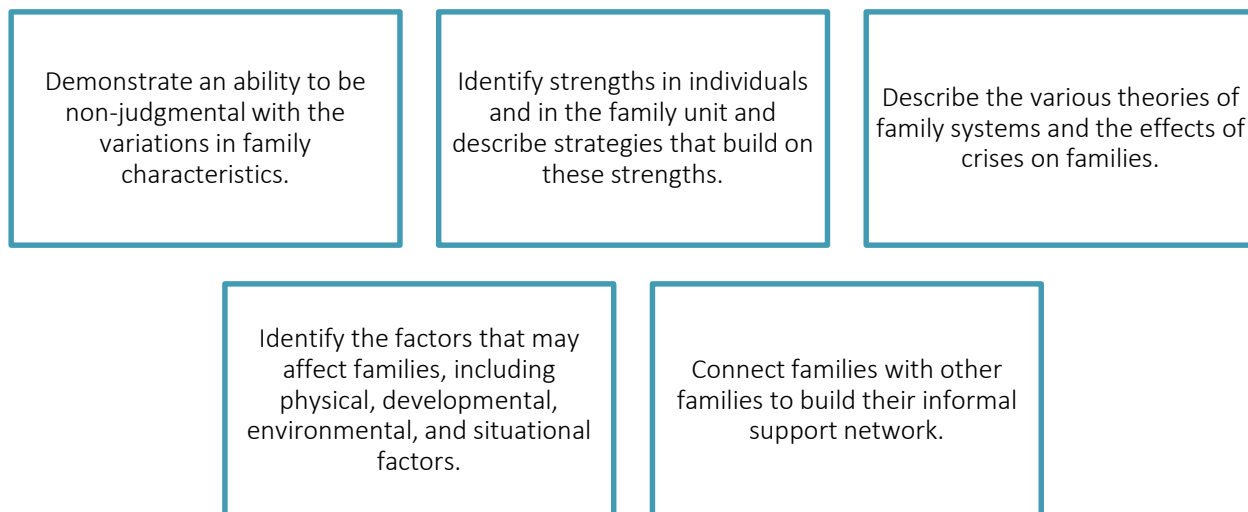 Demonstrate an ability to be
non-judgmental with the
variations in family
characteristics.
Identify strengths in individuals
and in the family unit and
describe strategies that build on
these strengths.
Describe the various theories of
family systems and the effects of
crises on families.
Identify the factors that may
affect families, including
physical, developmental,
environmental, and situational
factors.
Connect families with other
families to build their informal
support network.